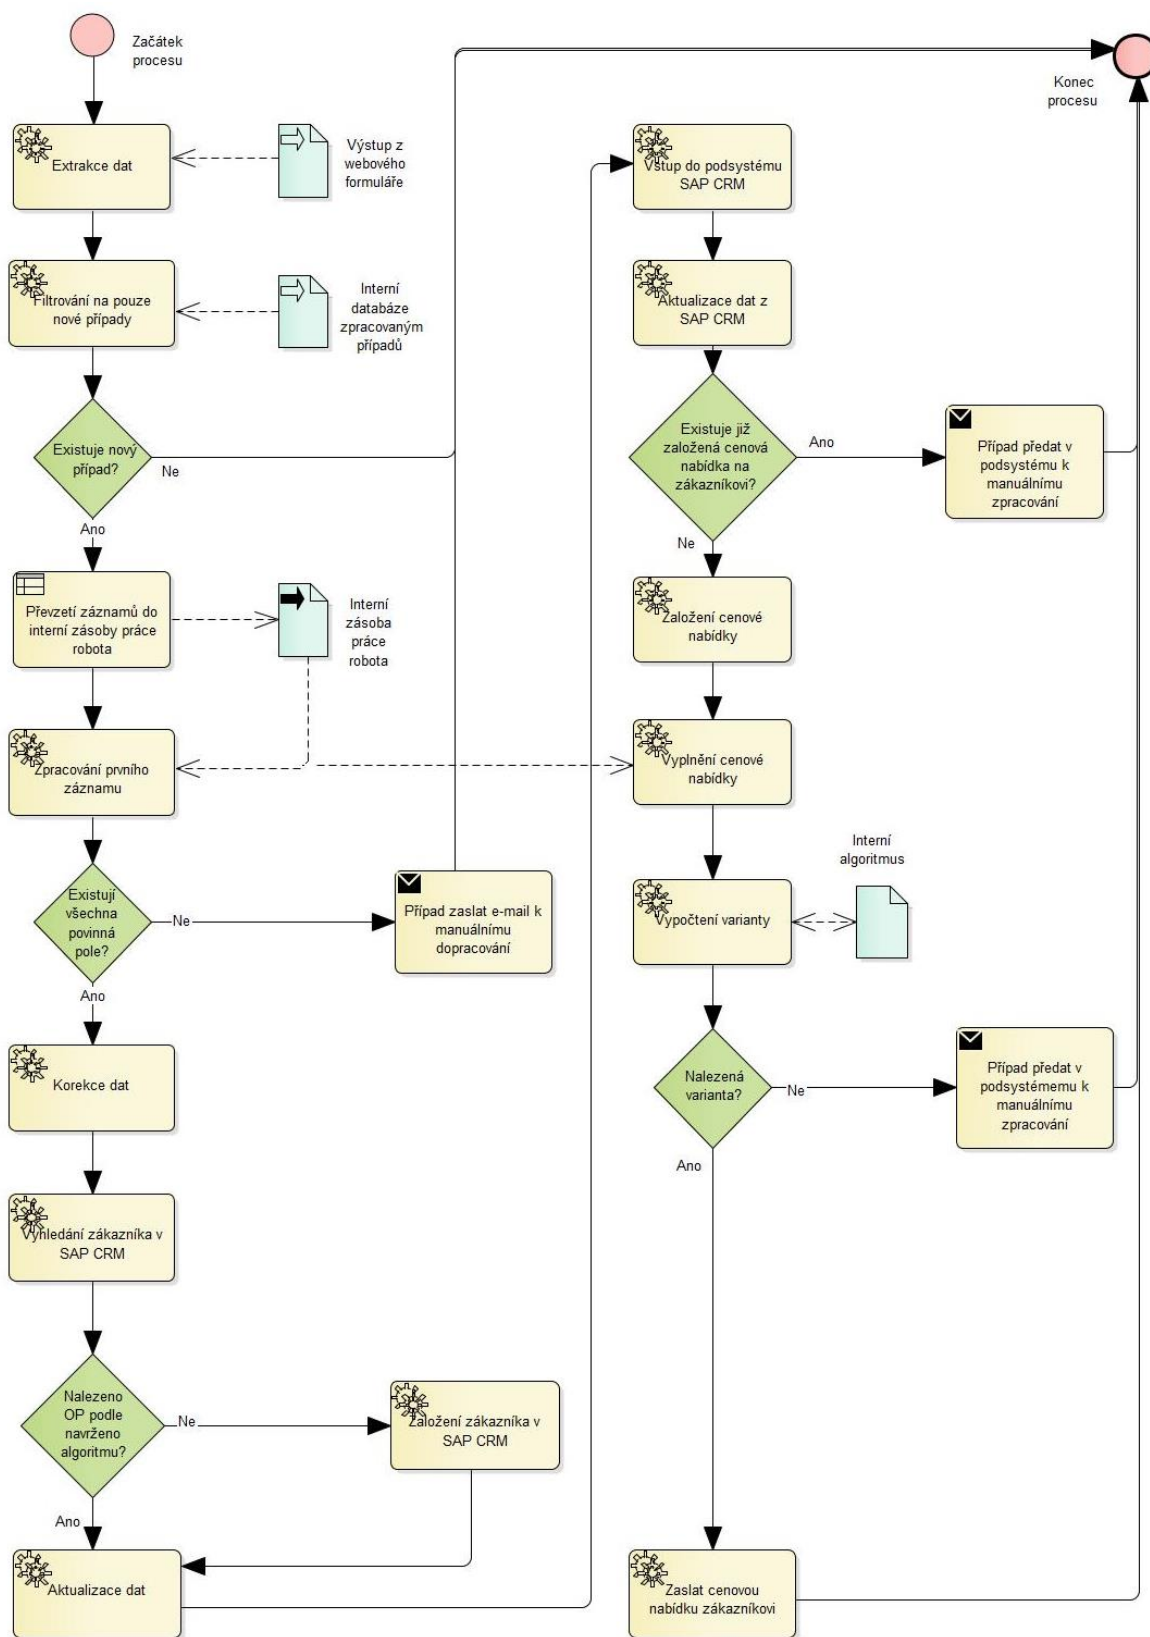 Začátek
procesu
Konec
procesu
Extrakce dat
Výstup z
webového
formuláře
Filtrování na pouze
nové případy
Interní
databáze
zpracovaným
případů
Existuje nový
případ?
Ne
Ano
Převzetí záznamů do
interní zásoby práce
robota
Interní
zásoba
práce
robota
Zpracování prvního
záznamu
Existují
všechna
povinná
pole?
Ne
Případ zaslat e-mail k
manuálnímu
dopracování
Ano
Korekce dat
Vyhledání zákazníka v
SAP CRM
Nalezeno
OP podle
navrženo
algoritmu?
Ne
Založení zákazníka v
SAP CRM
Ano
Aktualizace dat
Vstup do podsystému
SAP CRM
Aktualizace dat z
SAP CRM
Existuje již
založená cenová
nabídka na
zákazníkovi?
Ano
Případ předat v
podsystému k
manuálnímu
zpracování
Ne
Založení cenové
nabídky
Vyplnění cenové
nabídky
Interní
algoritmus
Vypočtení varianty
Nalezená
varianta?
Ne
Případ předat v
podsystémemu k
manuálnímu
zpracování
Ano
Zaslat cenovou
nabídku zákazníkovi